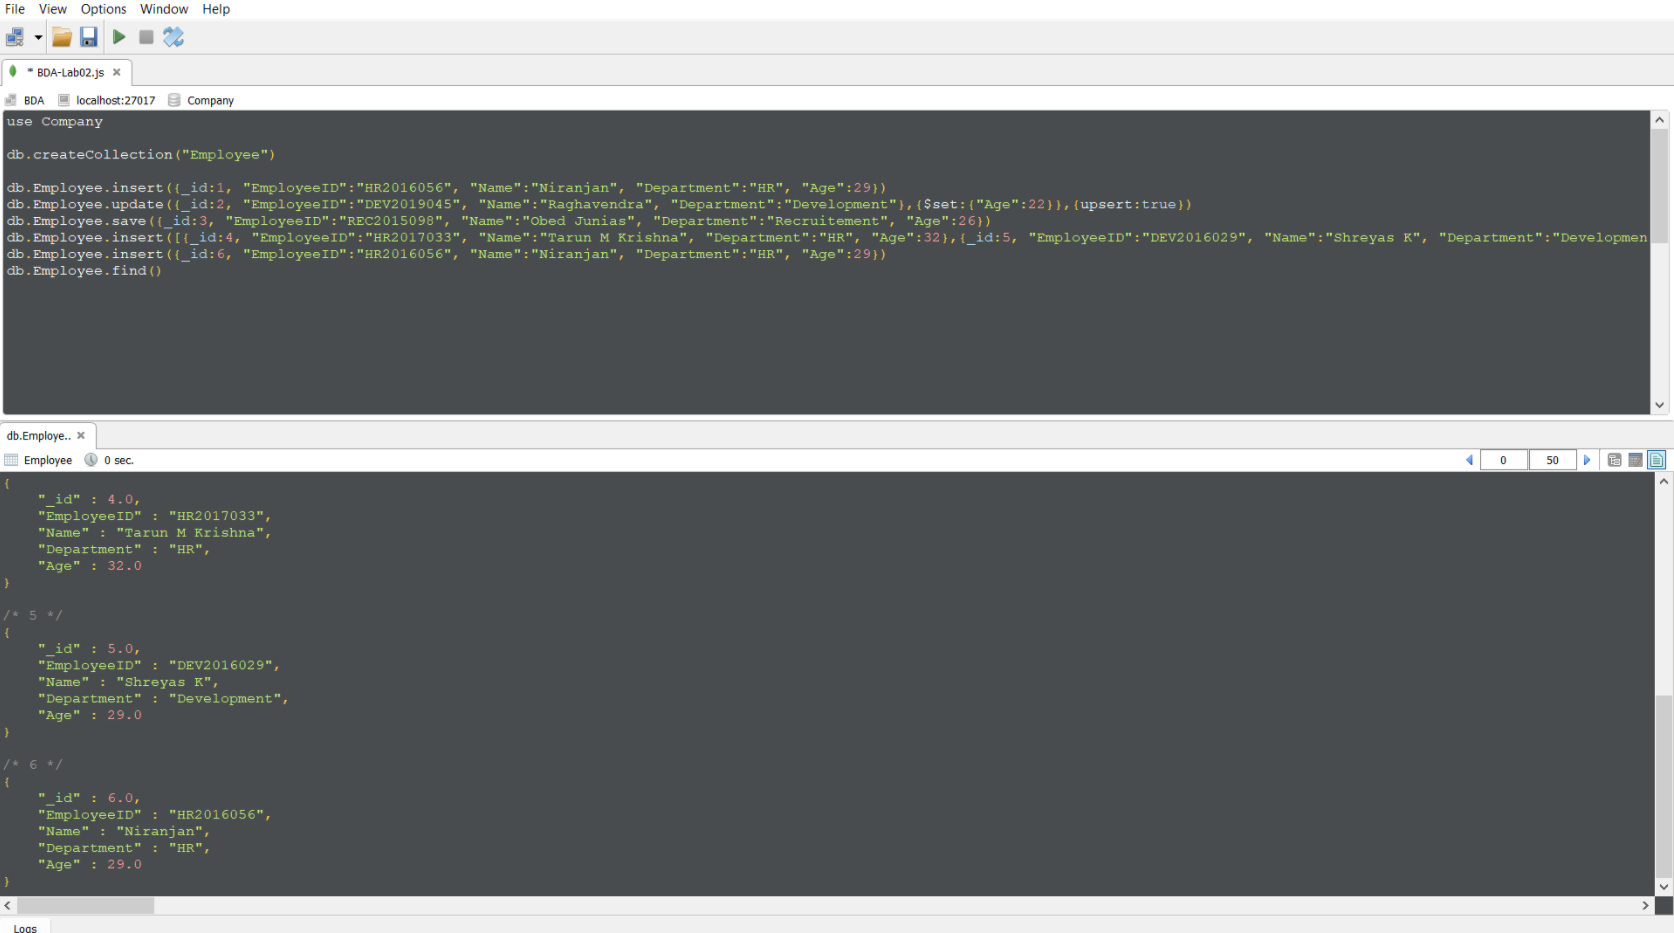 File View Options Window Help
* BDA-Lab02.js
BDA localhost:27017 Company
use Company
db.createCollection("Employee")
db.Employee.insert({_id:1, "EmployeeID":"HR2016056", "Name":"Niranjan", "Department":"HR", "Age":29})
db.Employee.update({_id:2, "EmployeeID":"DEV2019045", "Name":"Raghavendra", "Department":"Development"},{$set:{"Age":22}},{upsert:true})
db.Employee.save({_id:3, "EmployeeID":"REC2015098", "Name":"Obed Junias", "Department":"Recruitement", "Age":26})
db.Employee.insert([{_id:4, "EmployeeID":"HR2017033", "Name":"Tarun M Krishna", "Department":"HR", "Age":32},{_id:5, "EmployeeID":"DEV2016029", "Name":"Shreyas K", "Department":"Developmen
db.Employee.insert({_id:6, "EmployeeID":"HR2016056", "Name":"Niranjan", "Department":"HR", "Age":29})
db.Employee.find()
db.Employe..
Employee 0 sec. 0 50
{
"_id" : 4.0,
"EmployeeID" : "HR2017033",
"Name" : "Tarun M Krishna",
"Department" : "HR",
"Age" : 32.0
}
/* 5 */
{
"_id" : 5.0,
"EmployeeID" : "DEV2016029",
"Name" : "Shreyas K",
"Department" : "Development",
"Age" : 29.0
}
/* 6 */
{
"_id" : 6.0,
"EmployeeID" : "HR2016056",
"Name" : "Niranjan",
"Department" : "HR",
"Age" : 29.0
}
Logs